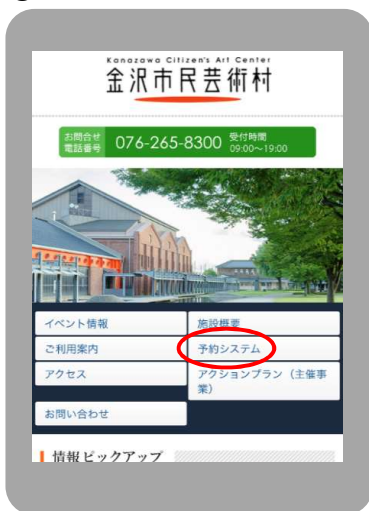 Kanazawa Citizen's Art Center
金沢市民芸術村
お問合せ
電話番号 076-265-8300 受付時間
09:00〜19:00
イベント情報 施設概要
ご利用案内 予約システム
アクセス アクションプラン（主催事
業）
お問い合わせ
情報ピックアップ